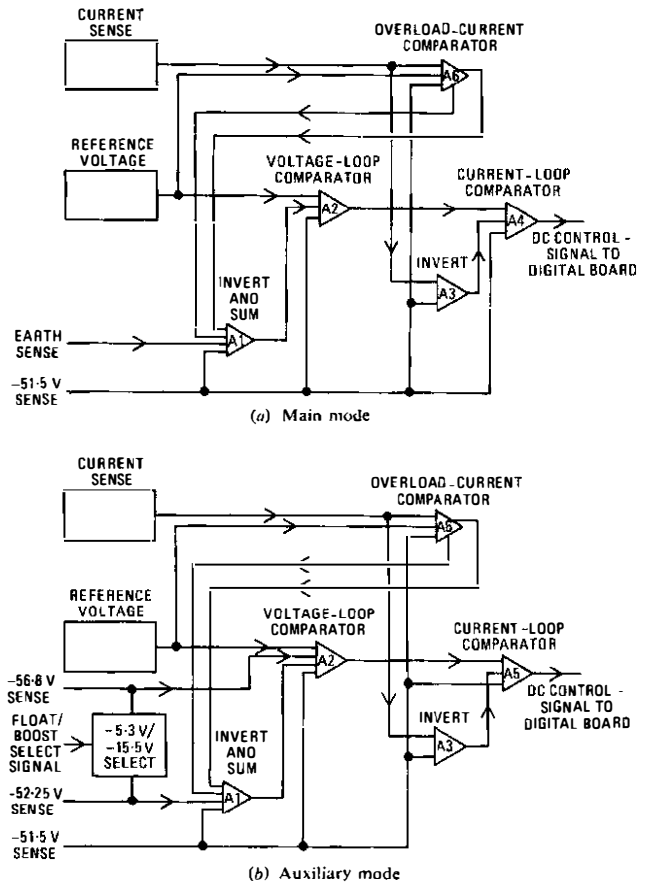 CURRENT
SENSE
OVERLOAD-CURRENT
COMPARATOR
A6
REFERENCE
VOLTAGE
VOLTAGE-LOOP
COMPARATOR
A2
CURRENT-LOOP
COMPARATOR
A4
DC CONTROL-
SIGNAL TO
DIGITAL BOARD
INVERT
A3
INVERT
AND
SUM
A1
EARTH
SENSE
-51·5 V
SENSE
(a) Main mode
CURRENT
SENSE
OVERLOAD-CURRENT
COMPARATOR
REFERENCE
VOLTAGE
VOLTAGE-LOOP
COMPARATOR
A2
CURRENT-LOOP
COMPARATOR
A5
DC CONTROL-
SIGNAL TO
DIGITAL BOARD
-56·8 V
SENSE
FLOAT/
BOOST
SELECT
SIGNAL
-5·3 V/
-15·5 V
SELECT
INVERT
AND
SUM
A1
INVERT
A3
-52·25 V
SENSE
-51·5 V
SENSE
(b) Auxiliary mode